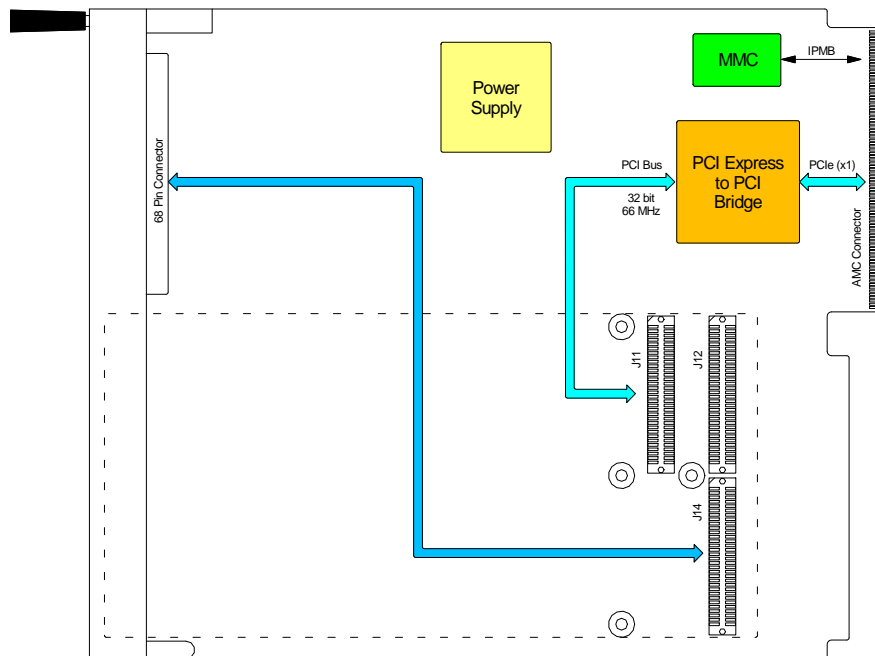 MMC
IPMB
Power
Supply
68 Pin Connector
PCI Bus
32 bit
66 MHz
PCI Express
to PCI
Bridge
PCIe (x1)
AMC Connector
J11
J12
J14